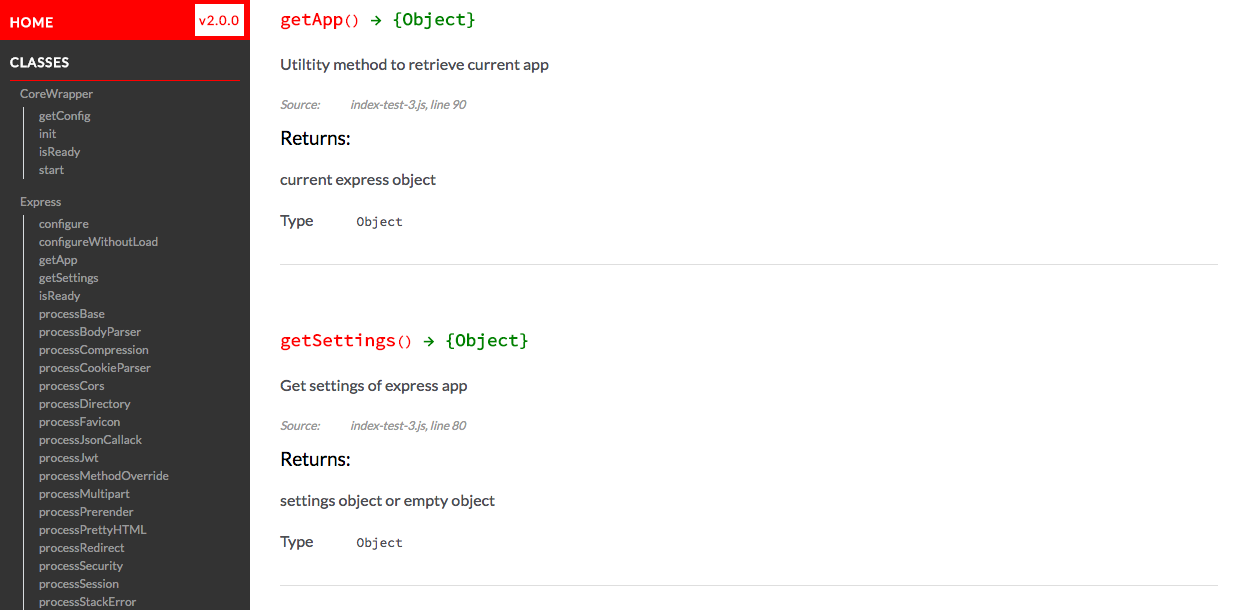 HOME
v2.0.0
CLASSES
CoreWrapper
getConfig
init
isReady
start
Express
configure
configureWithoutLoad
getApp
getSettings
isReady
processBase
processBodyParser
processCompression
processCookieParser
processCors
processDirectory
processFavicon
processJsonCallack
processJwt
processMethodOverride
processMultipart
processPrerender
processPrettyHTML
processRedirect
processSecurity
processSession
processStackError
getApp() → {Object}
Utiltity method to retrieve current app
Source: index-test-3.js, line 90
Returns:
current express object
Type Object
getSettings() → {Object}
Get settings of express app
Source: index-test-3.js, line 80
Returns:
settings object or empty object
Type Object